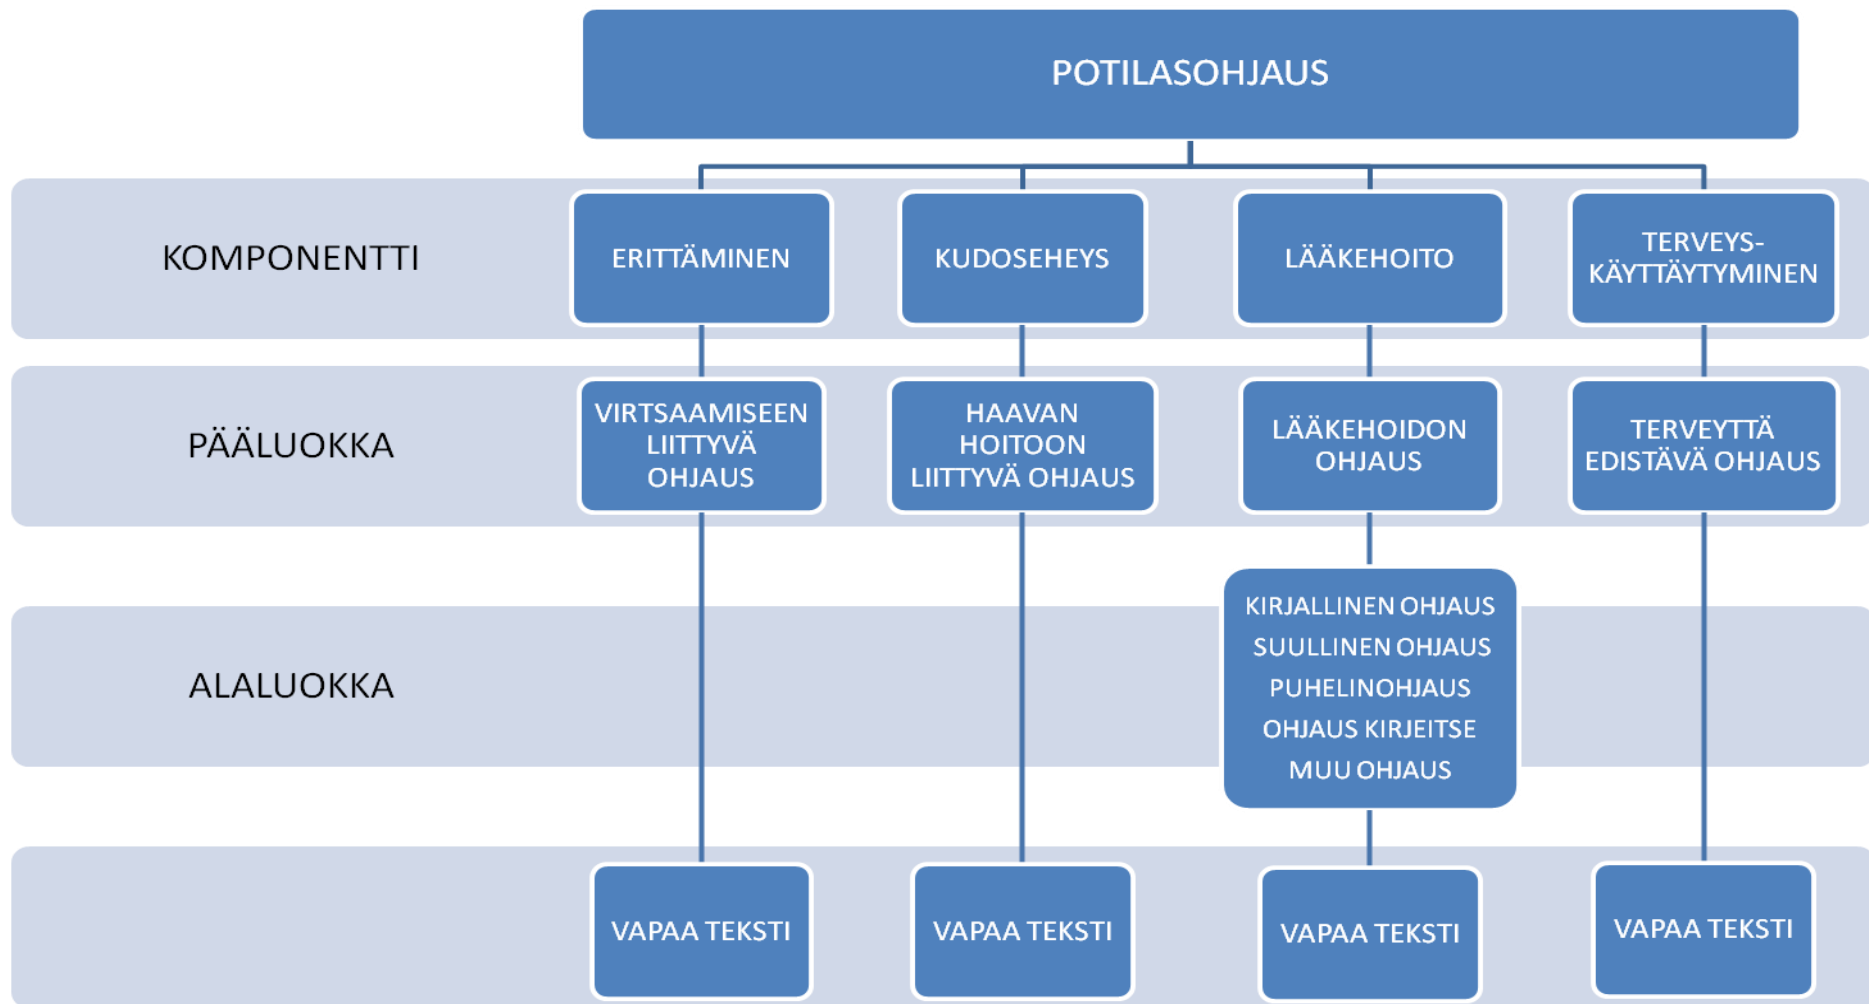 POTILASOHJAUS
KOMPONENTTI
ERITTÄMINEN
KUDOSEHEYS
LÄÄKEHOITO
TERVEYS-
KÄYTTÄYTYMINEN
PÄÄLUOKKA
VIRTSAAMISEEN
LIITTYVÄ
OHJAUS
HAAVAN
HOITOON
LIITTYVÄ OHJAUS
LÄÄKEHOIDON
OHJAUS
TERVEYTTÄ
EDISTÄVÄ OHJAUS
ALALUOKKA
KIRJALLINEN OHJAUS
SUULLINEN OHJAUS
PUHELINOHJAUS
OHJAUS KIRJEITSE
MUU OHJAUS
VAPAA TEKSTI
VAPAA TEKSTI
VAPAA TEKSTI
VAPAA TEKSTI